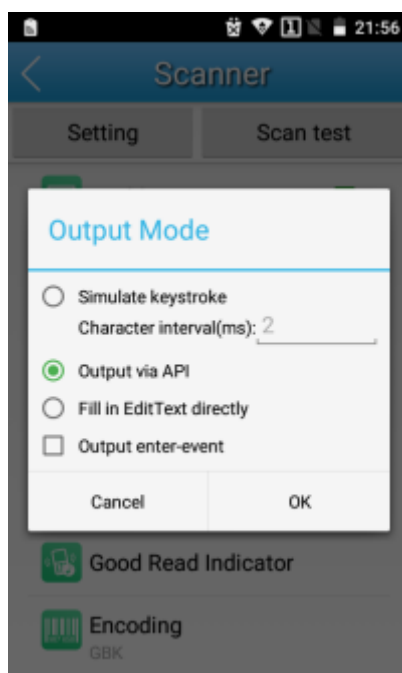 21:56
Scanner
Setting Scan test
Output Mode
Simulate keystroke
Character interval(ms): 2
Output via API
Fill in EditText directly
Output enter-event
Cancel OK
Good Read Indicator
Encoding
GBK